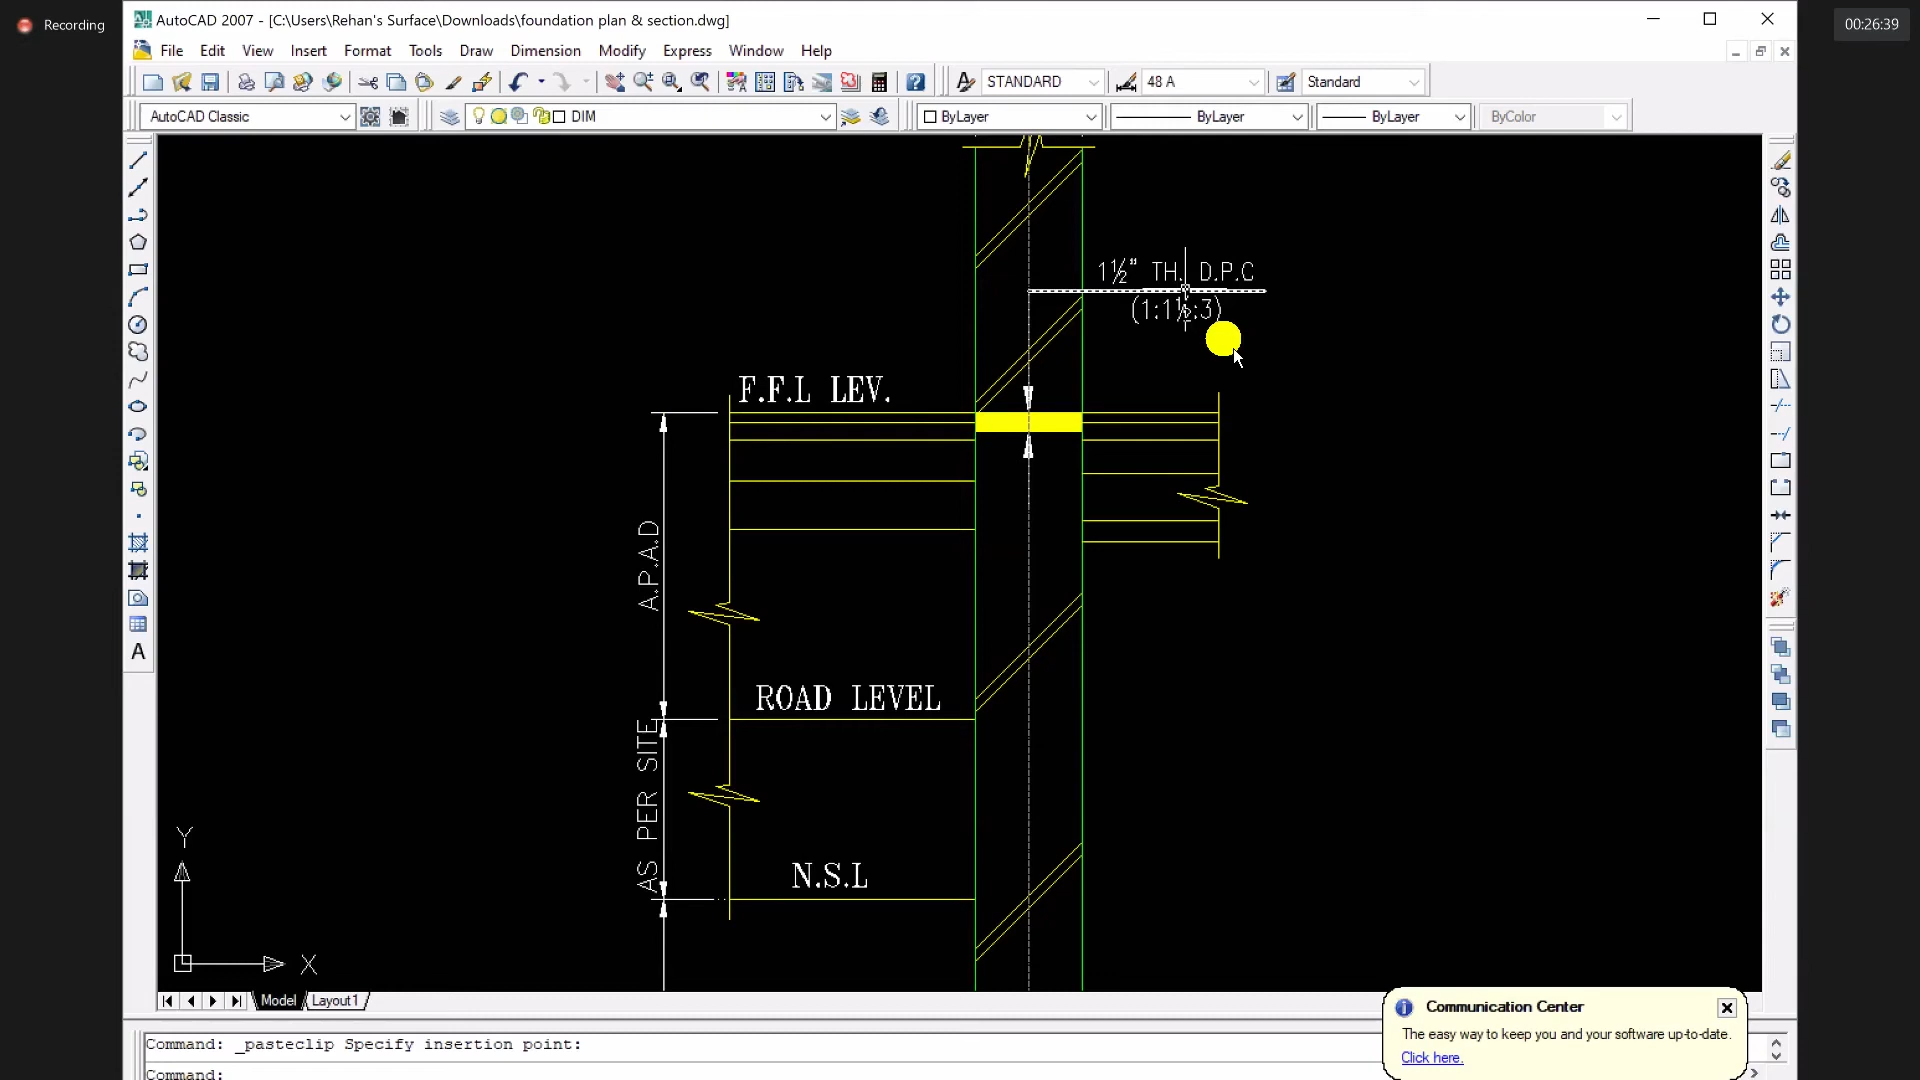 Recording
AutoCAD 2007 - [C:\Users\Rehan's Surface\Downloads\foundation plan & section.dwg]
00:26:39
File Edit View Insert Format Tools Draw Dimension Modify Express Window Help
STANDARD 48 A Standard
AutoCAD Classic DIM ByLayer ByLayer ByLayer ByColor
1½" TH. D.P.C
(1:1½:3)
F.F.L LEV.
A.P.A.D
ROAD LEVEL
AS PER SITE
N.S.L
Y
X
A
Model Layout1
Communication Center
The easy way to keep you and your software up-to-date.
Click here.
Command: _pasteclip Specify insertion point:
Command: